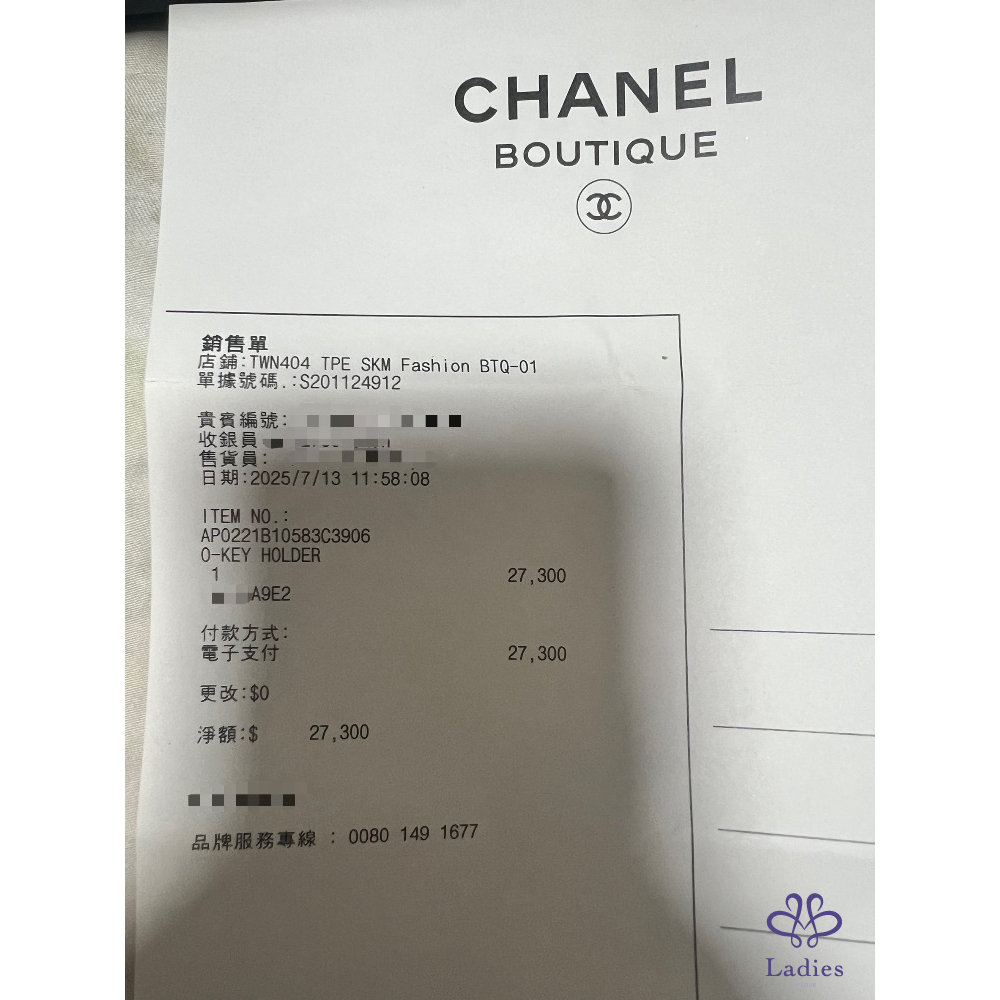 CHANEL
BOUTIQUE
銷售單
店鋪:TWN404 TPE SKM Fashion BTQ-01
單據號碼.:S201124912
貴賓編號:
收銀員
售貨員:
日期:2025/7/13 11:58:08
ITEM NO.:
AP0221B10583C3906
O-KEY HOLDER
1 27,300
A9E2
付款方式:
電子支付 27,300
更改:$0
淨額:$ 27,300
品牌服務專線 : 0080 149 1677
Ladies